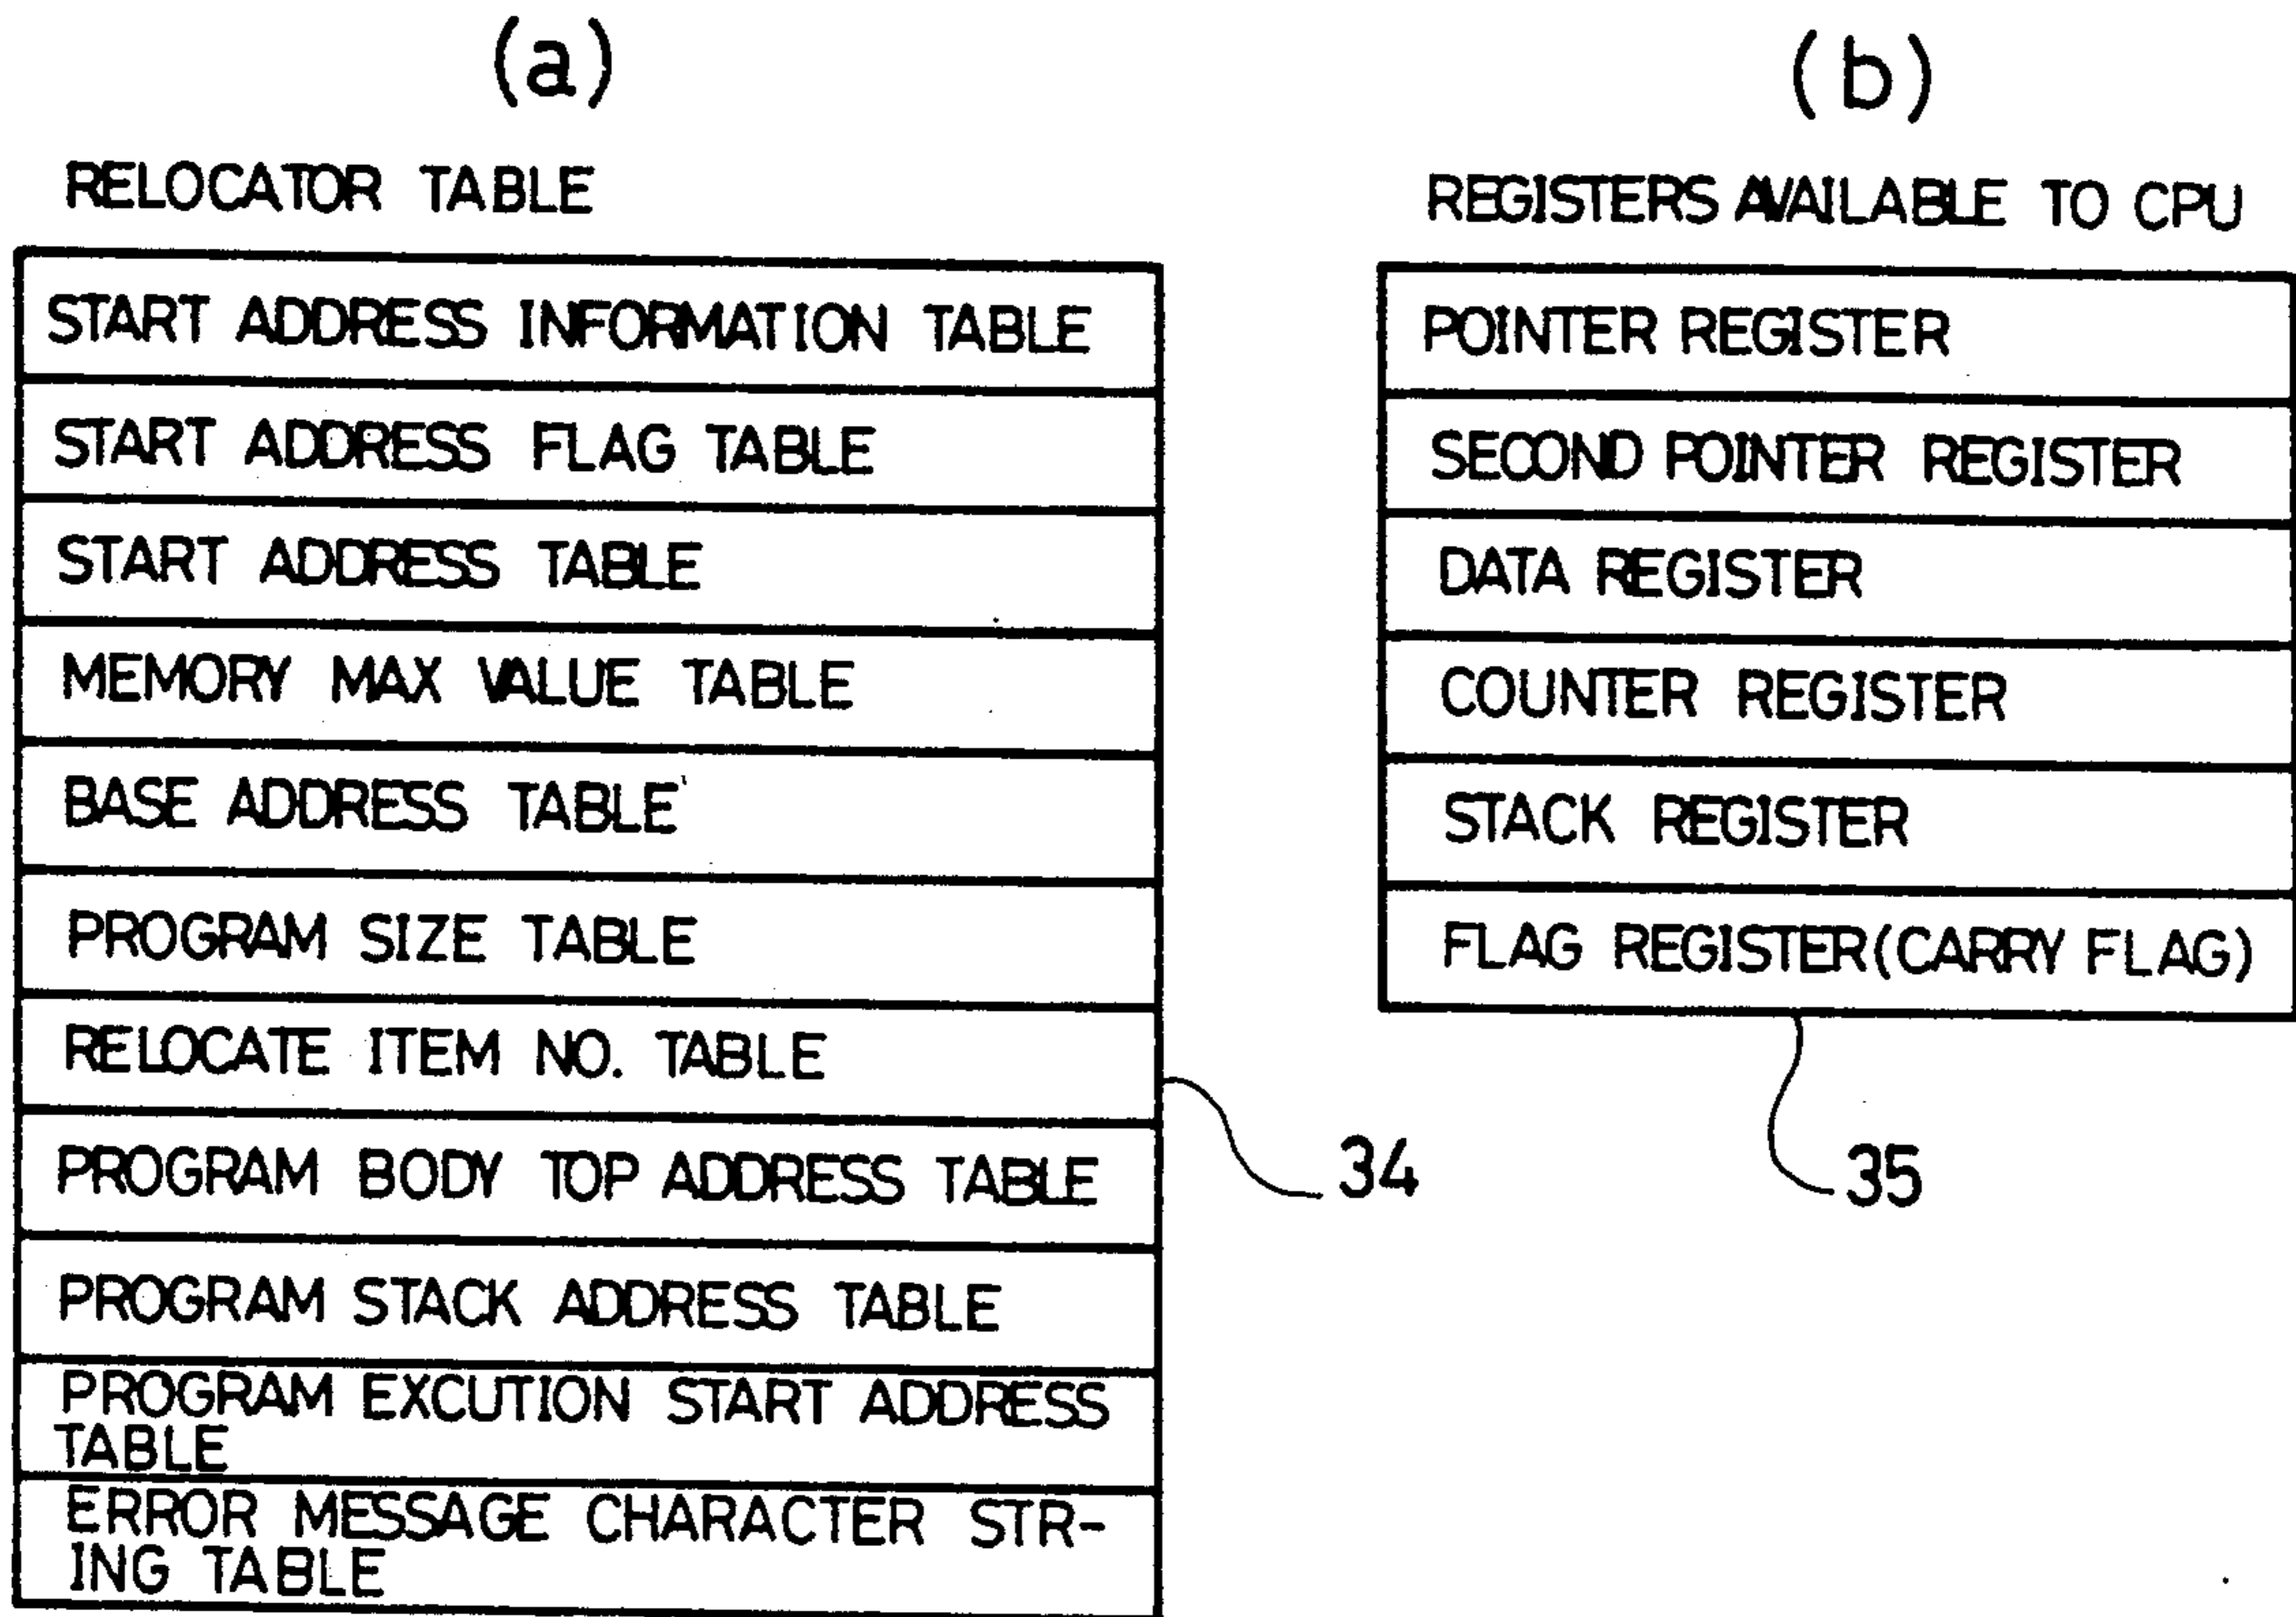 (a)
RELOCATOR TABLE
START ADDRESS INFORMATION TABLE
START ADDRESS FLAG TABLE
START ADDRESS TABLE
MEMORY MAX VALUE TABLE
BASE ADDRESS TABLE
PROGRAM SIZE TABLE
RELOCATE ITEM NO. TABLE
PROGRAM BODY TOP ADDRESS TABLE
PROGRAM STACK ADDRESS TABLE
PROGRAM EXCUTION START ADDRESS
TABLE
ERROR MESSAGE CHARACTER STR-
ING TABLE
34
(b)
REGISTERS AVAILABLE TO CPU
POINTER REGISTER
SECOND POINTER REGISTER
DATA REGISTER
COUNTER REGISTER
STACK REGISTER
FLAG REGISTER(CARRY FLAG)
35